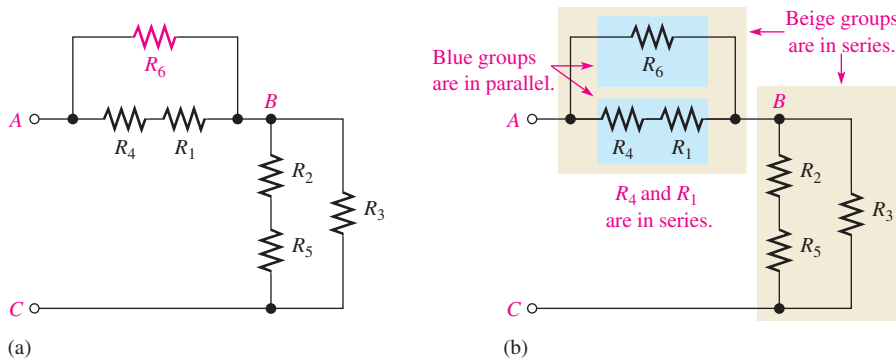 R6
A
B
R4
R1
R2
R3
R5
C
(a)
Beige groups
are in series.
Blue groups
are in parallel.
R6
A
B
R4
R1
R4 and R1
are in series.
R2
R3
R5
C
(b)